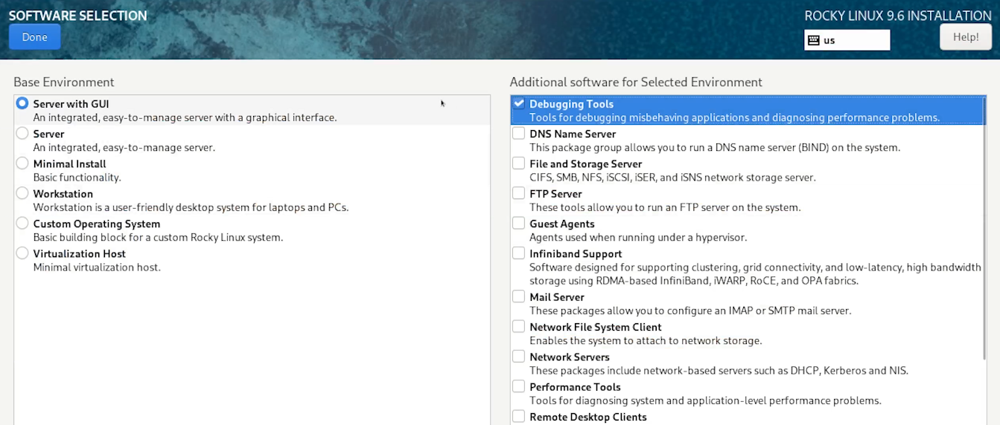 SOFTWARE SELECTION
ROCKY LINUX 9.6 INSTALLATION
Done
us
Help!
Base Environment
Server with GUI
An integrated, easy-to-manage server with a graphical interface.
Server
An integrated, easy-to-manage server.
Minimal Install
Basic functionality.
Workstation
Workstation is a user-friendly desktop system for laptops and PCs.
Custom Operating System
Basic building block for a custom Rocky Linux system.
Virtualization Host
Minimal virtualization host.
Additional software for Selected Environment
Debugging Tools
Tools for debugging misbehaving applications and diagnosing performance problems.
DNS Name Server
This package group allows you to run a DNS name server (BIND) on the system.
File and Storage Server
CIFS, SMB, NFS, iSCSI, iSER, and iSNS network storage server.
FTP Server
These tools allow you to run an FTP server on the system.
Guest Agents
Agents used when running under a hypervisor.
Infiniband Support
Software designed for supporting clustering, grid connectivity, and low-latency, high bandwidth
storage using RDMA-based InfiniBand, iWARP, RoCE, and OPA fabrics.
Mail Server
These packages allow you to configure an IMAP or SMTP mail server.
Network File System Client
Enables the system to attach to network storage.
Network Servers
These packages include network-based servers such as DHCP, Kerberos and NIS.
Performance Tools
Tools for diagnosing system and application-level performance problems.
Remote Desktop Clients